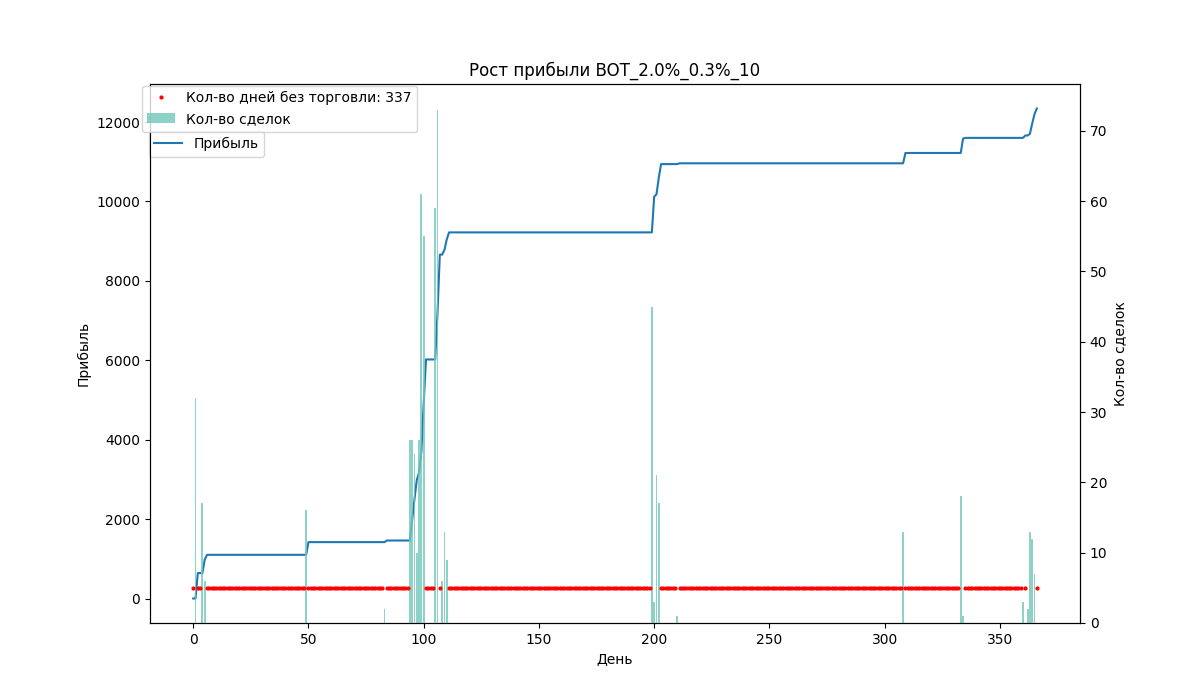 Рост прибыли BOT_2.0%_0.3%_10
Кол-во дней без торговли: 337
Кол-во сделок
Прибыль
12000
10000
8000
6000
4000
2000
0
Прибыль
70
60
50
40
30
20
10
0
Кол-во сделок
0 50 100 150 200 250 300 350
День